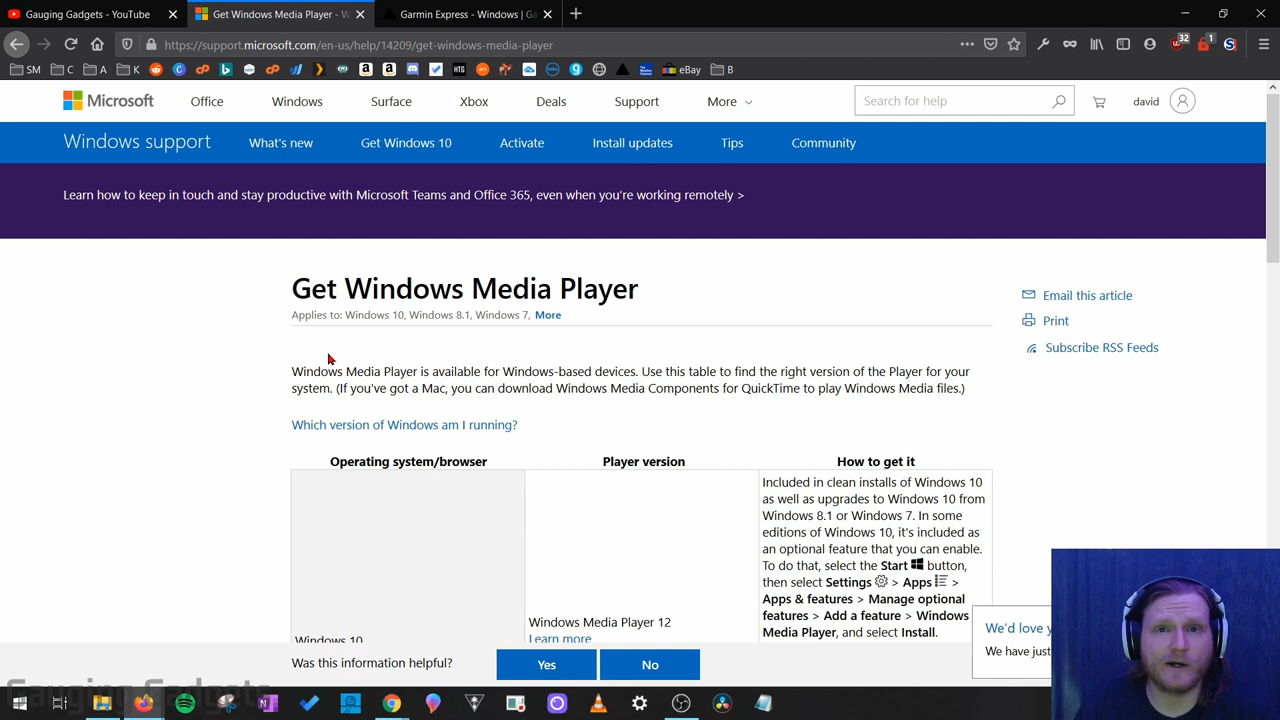 Gauging Gadgets - YouTube
Get Windows Media Player - W
Garmin Express - Windows | Ga
https://support.microsoft.com/en-us/help/14209/get-windows-media-player
32
1
SM
C
A
K
HTG
eBay
B
Microsoft
Office
Windows
Surface
Xbox
Deals
Support
More
Search for help
david
Windows support
What's new
Get Windows 10
Activate
Install updates
Tips
Community
Learn how to keep in touch and stay productive with Microsoft Teams and Office 365, even when you're working remotely >
Get Windows Media Player
Applies to: Windows 10, Windows 8.1, Windows 7, More
Email this article
Print
Subscribe RSS Feeds
Windows Media Player is available for Windows-based devices. Use this table to find the right version of the Player for your
system. (If you've got a Mac, you can download Windows Media Components for QuickTime to play Windows Media files.)
Which version of Windows am I running?
Operating system/browser
Player version
How to get it
Windows 10
Windows Media Player 12
Learn more
Included in clean installs of Windows 10
as well as upgrades to Windows 10 from
Windows 8.1 or Windows 7. In some
editions of Windows 10, it's included as
an optional feature that you can enable.
To do that, select the Start button,
then select Settings > Apps >
Apps & features > Manage optional
features > Add a feature > Windows
Media Player, and select Install.
We'd love y
We have just
Was this information helpful?
Yes
No
Gauging Gadgets